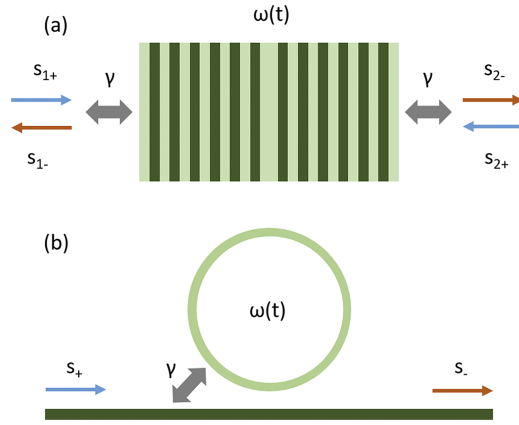 (a)
ω(t)
s1+
γ
γ
s2-
s1-
s2+
(b)
ω(t)
s+
γ
s-